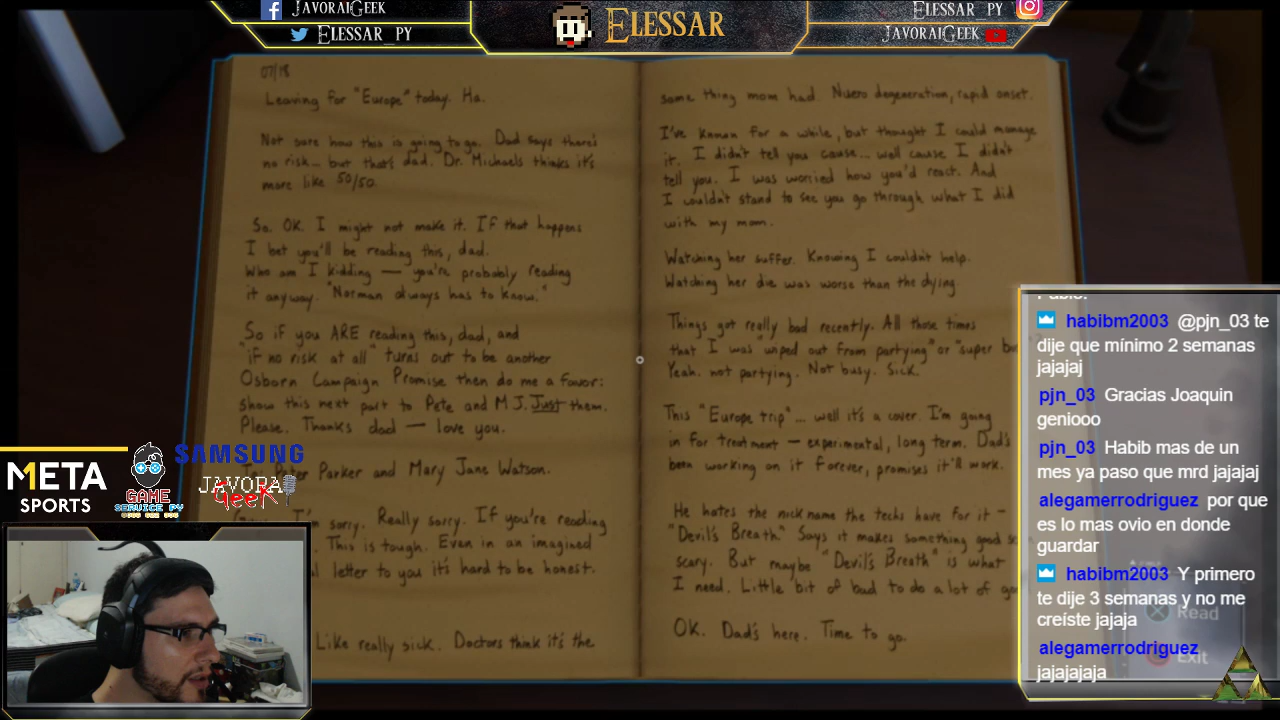 JAVORAIGEEK
ELESSAR_PY
ELESSAR
ELESSAR_PY
JAVORAIGEEK
07/18
Leaving for "Europe" today. Ha.
Not sure how this is going to go. Dad says there's
no risk... but that's dad. Dr. Michaels thinks it's
more like 50/50.
So. OK. I might not make it. If that happens
I bet you'll be reading this, dad.
Who am I kidding — you're probably reading
it anyway. "Norman always has to know."
So if you ARE reading this, dad, and
"if no risk at all" turns out to be another
Osborn Campaign Promise then do me a favor:
show this next part to Pete and MJ. Just them.
Please. Thanks dad — love you.
Parker and Mary Jane Watson.
I'm sorry. Really sorry. If you're reading
. This is tough. Even in an imagined
letter to you it's hard to be honest.
Like really sick. Doctors think it's the
same thing mom had. Nuero degeneration, rapid onset.
I've known for a while, but thought I could manage
it. I didn't tell you cause... well cause I didn't
tell you. I was worried how you'd react. And
I couldn't stand to see you go through what I did
with my mom.
Watching her suffer. Knowing I couldn't help.
Watching her die was worse than the dying.
Things got really bad recently. All those times
that I was "wiped out from partying" or "super
Yeah. not partying. Not busy. Sick.
This "Europe trip"... well it's a cover. I'm going
in for treatment — experimental, long term. Dad's
been working on it forever, promises it'll work.
He hates the nickname the techs have for it —
"Devil's Breath." Says it makes something good
scary. But maybe "Devil's Breath" is what
I need. Little bit of bad to do a lot of
OK. Dad's here. Time to go.
META
SPORTS
GAME
SERVICE PY
SAMSUNG
JAVORAI
GEEK
habibm2003 @pjn_03 te
dije que mínimo 2 semanas
jajajaj
pjn_03 Gracias Joaquin
geniooo
pjn_03 Habib mas de un
mes ya paso que mrd jajajaj
alegamerrodriguez por que
es lo mas ovio en donde
guardar
habibm2003 Y primero
te dije 3 semanas y no me
creíste jajaja
alegamerrodriguez
jajajajaja
Read
Exit